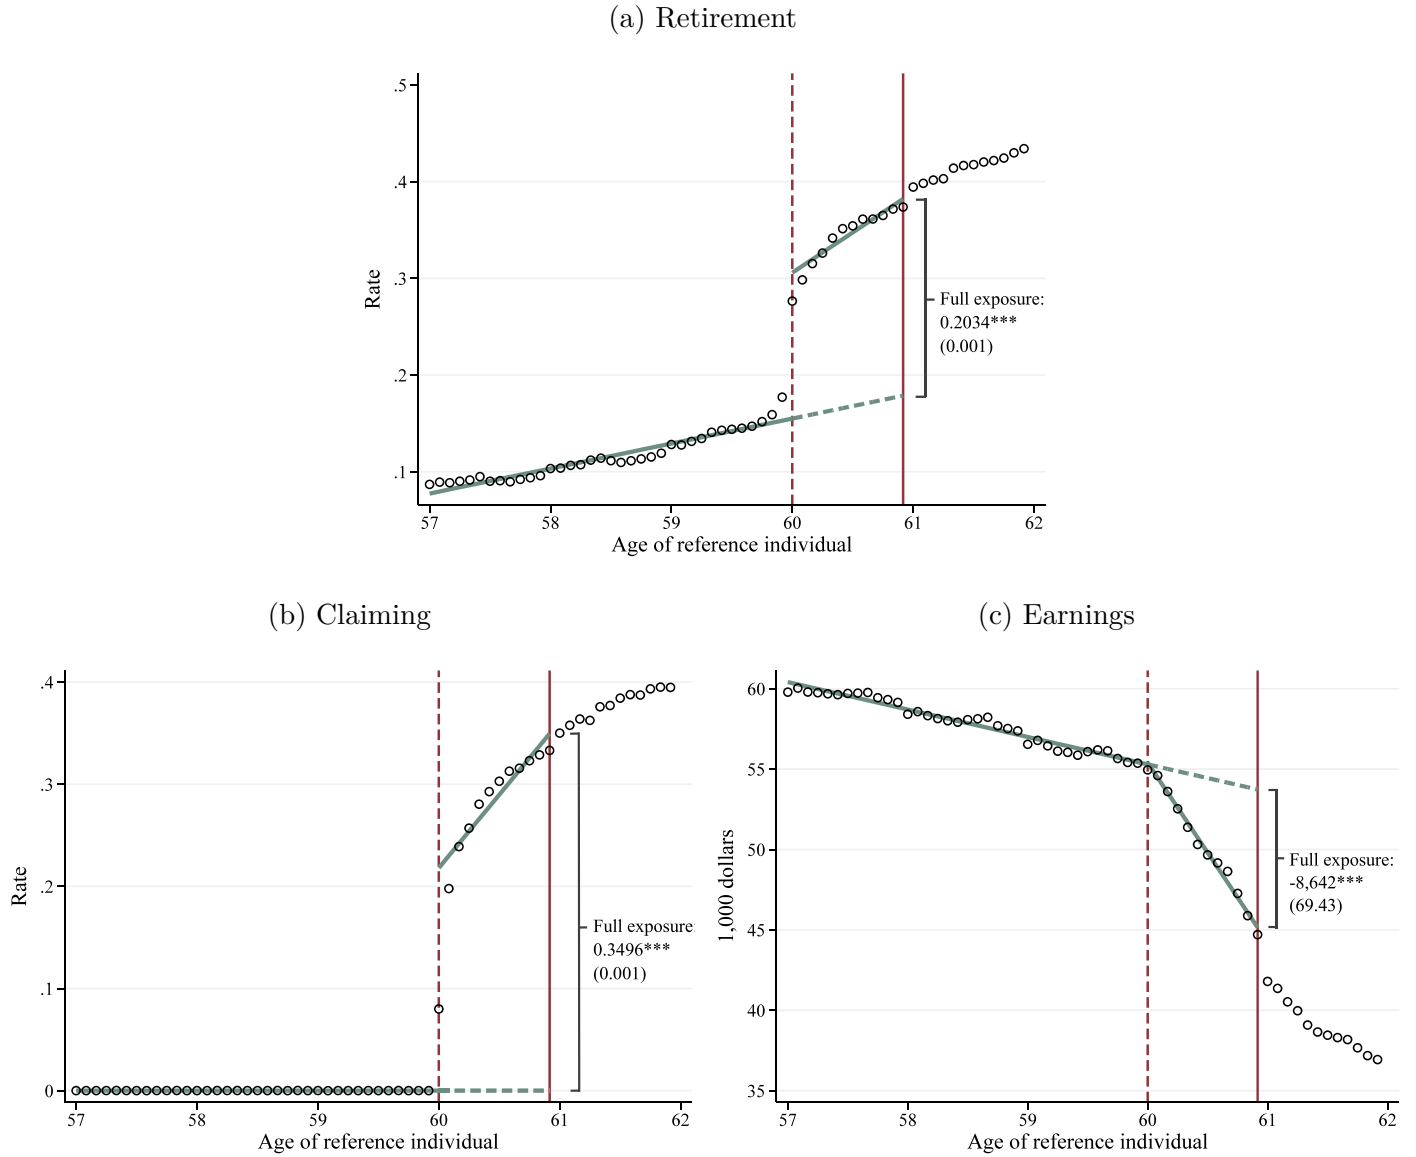 (a) Retirement
.5
.4
.3
.2
.1
Rate
Full exposure:
0.2034***
(0.001)
57 58 59 60 61 62
Age of reference individual
(b) Claiming
.4
.3
.2
.1
0
Rate
Full exposure:
0.3496***
(0.001)
57 58 59 60 61 62
Age of reference individual
(c) Earnings
60
55
50
45
40
35
1,000 dollars
Full exposure:
-8,642***
(69.43)
57 58 59 60 61 62
Age of reference individual